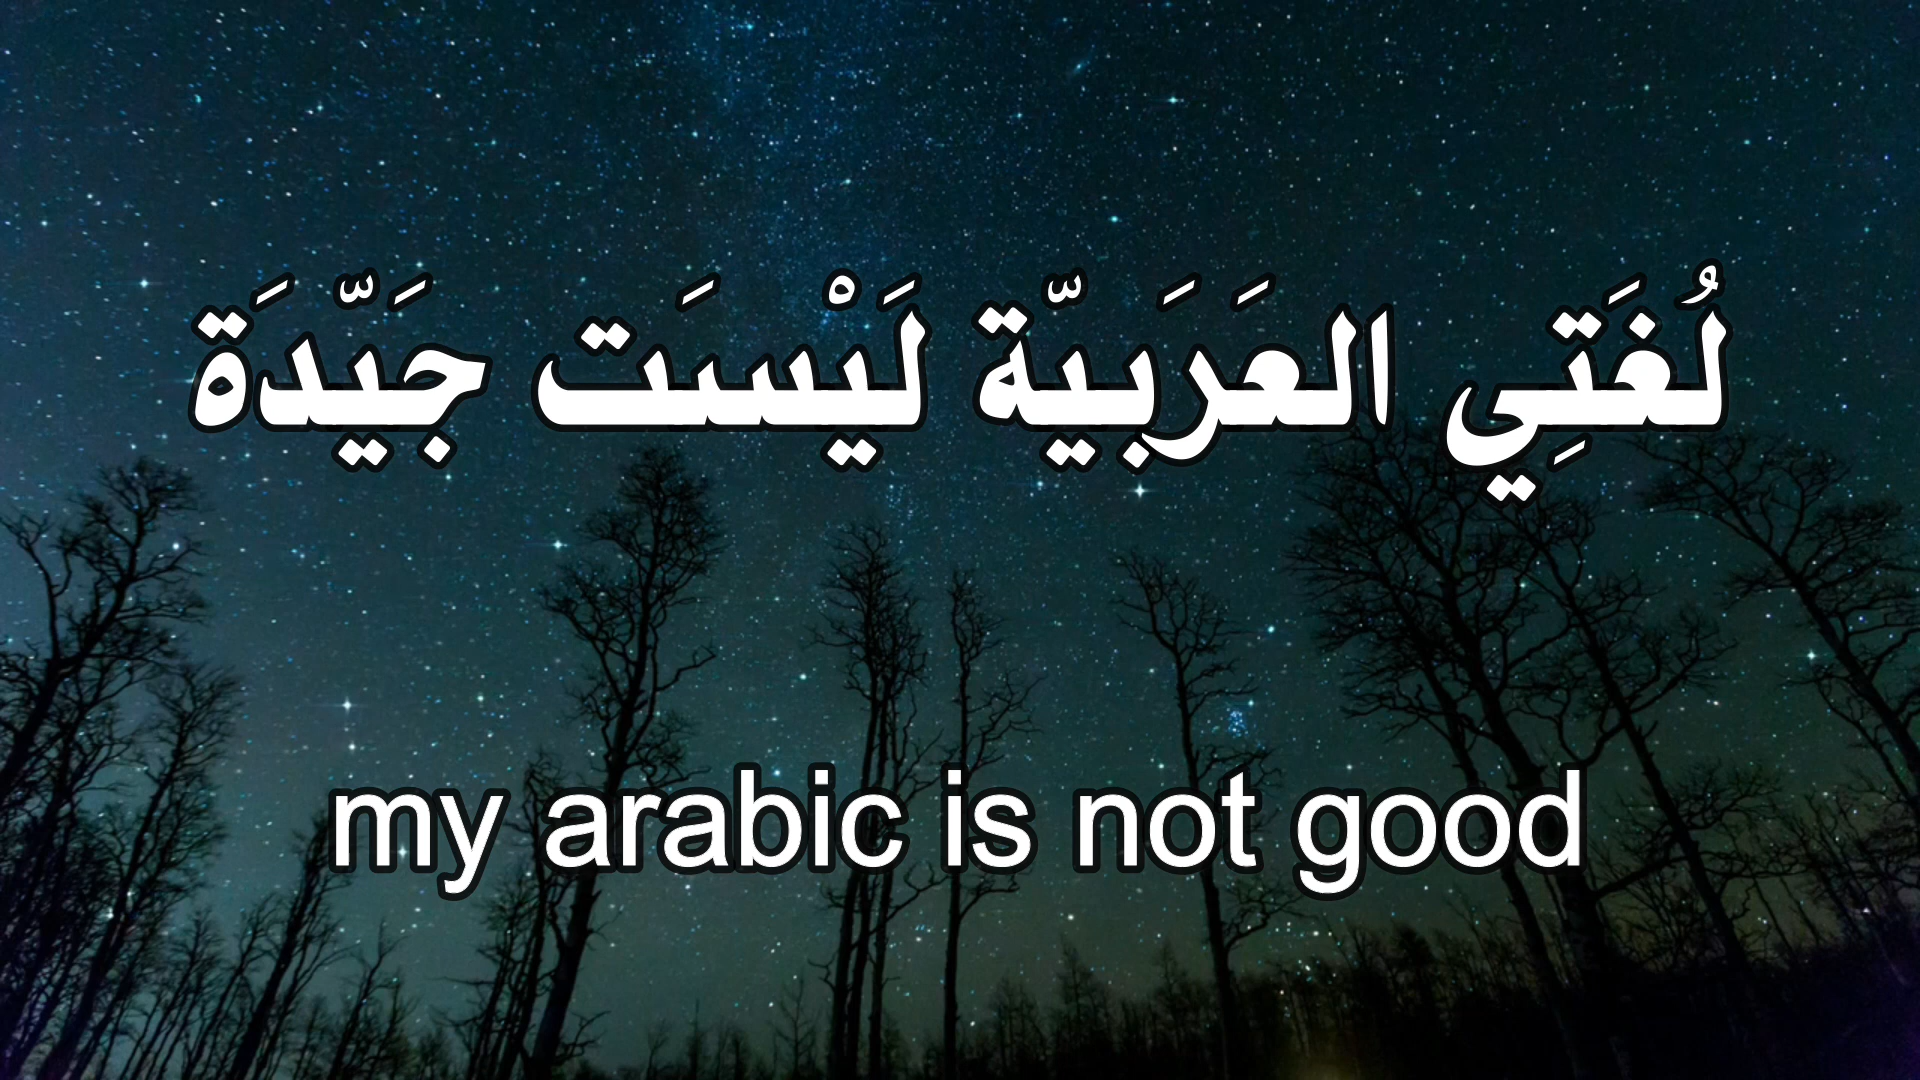 لُغَتِي العَرَبيّة لَيْسَت جَيّدَة
my arabic is not good